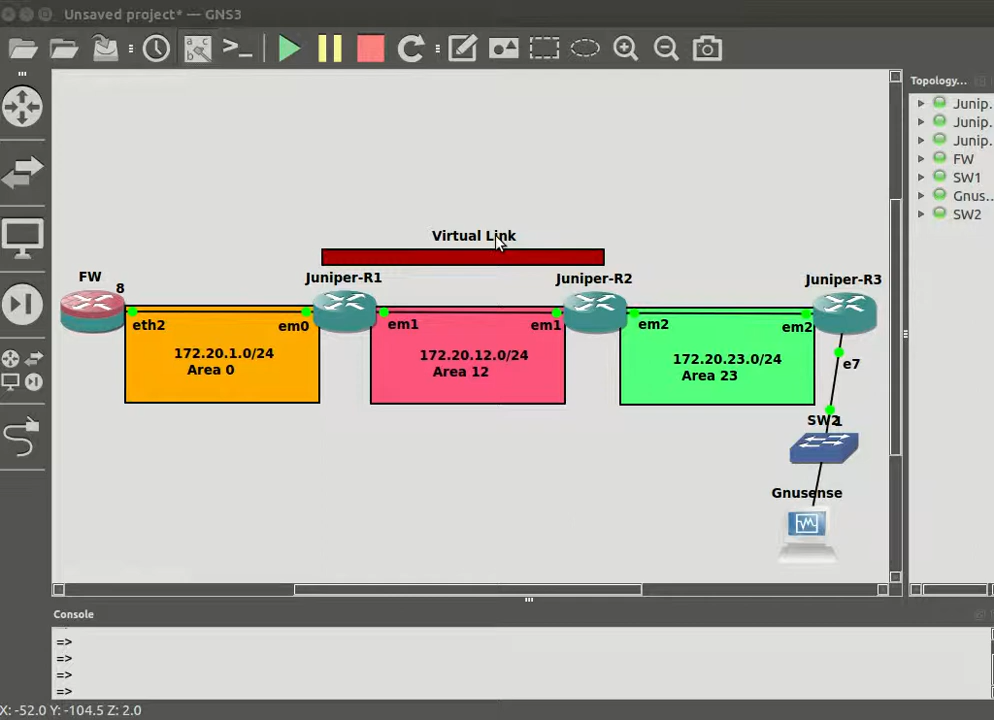 Unsaved project* — GNS3
Topology...
Junip.
Junip.
Junip.
FW
SW1
Gnus...
SW2
Virtual Link
FW
8
Juniper-R1
Juniper-R2
Juniper-R3
eth2
em0
em1
em1
em2
em2
172.20.1.0/24
Area 0
172.20.12.0/24
Area 12
172.20.23.0/24
Area 23
e7
SW2
1
Gnusense
Console
=>
=>
=>
=>
X: -52.0 Y: -104.5 Z: 2.0